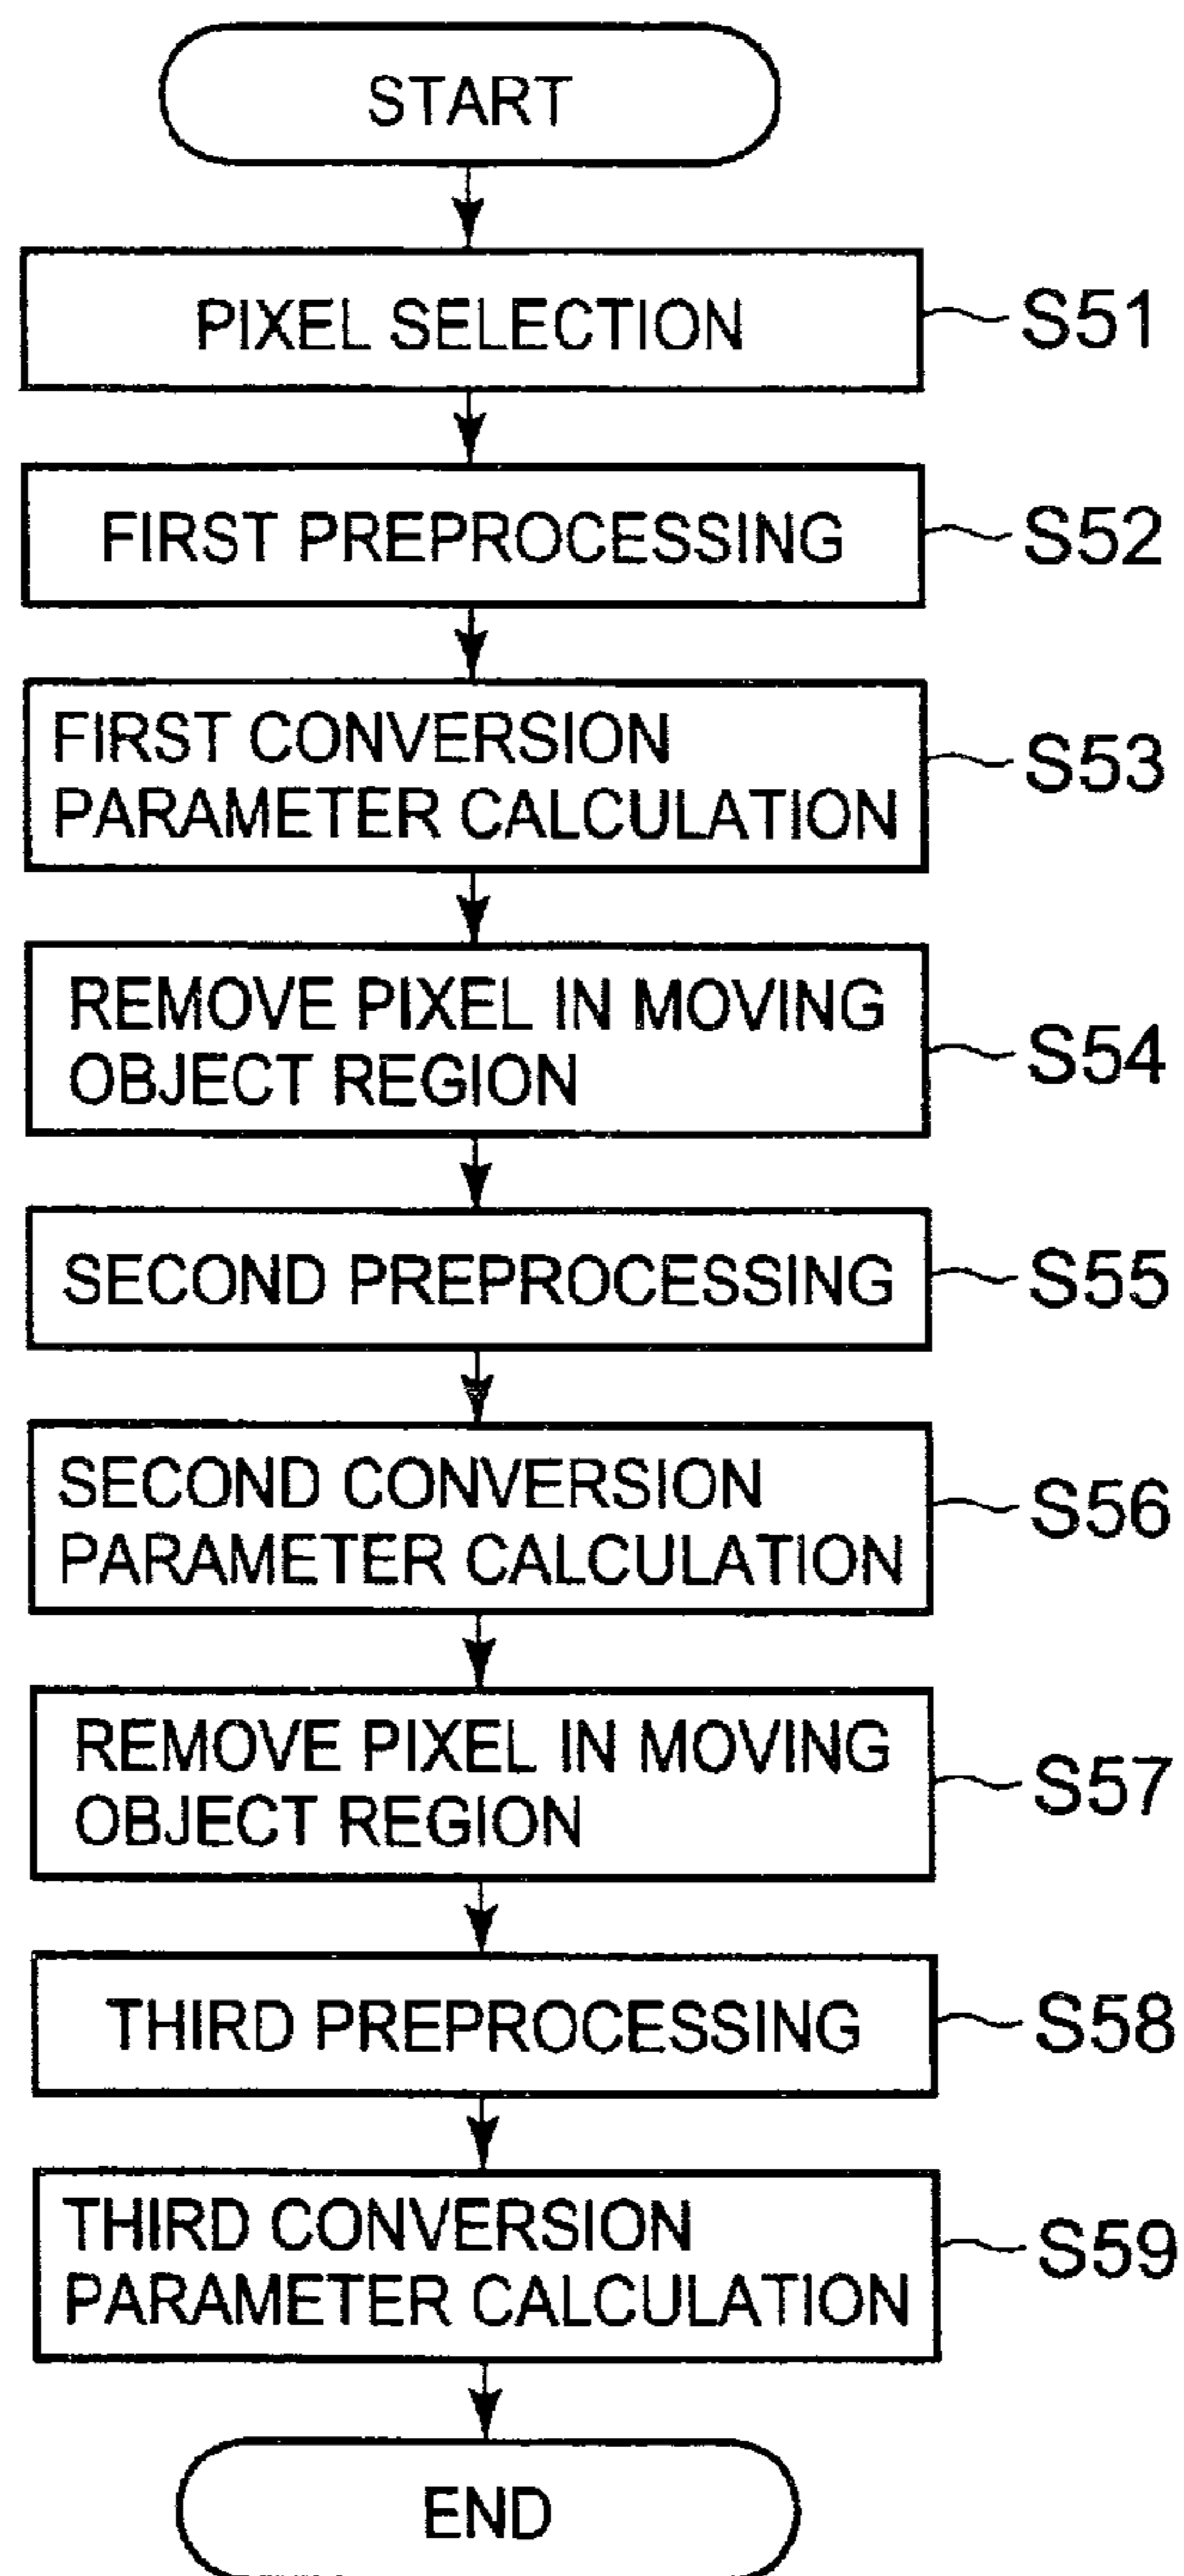 START
PIXEL SELECTION
S51
FIRST PREPROCESSING
S52
FIRST CONVERSION
PARAMETER CALCULATION
S53
REMOVE PIXEL IN MOVING
OBJECT REGION
S54
SECOND PREPROCESSING
S55
SECOND CONVERSION
PARAMETER CALCULATION
S56
REMOVE PIXEL IN MOVING
OBJECT REGION
S57
THIRD PREPROCESSING
S58
THIRD CONVERSION
PARAMETER CALCULATION
S59
END